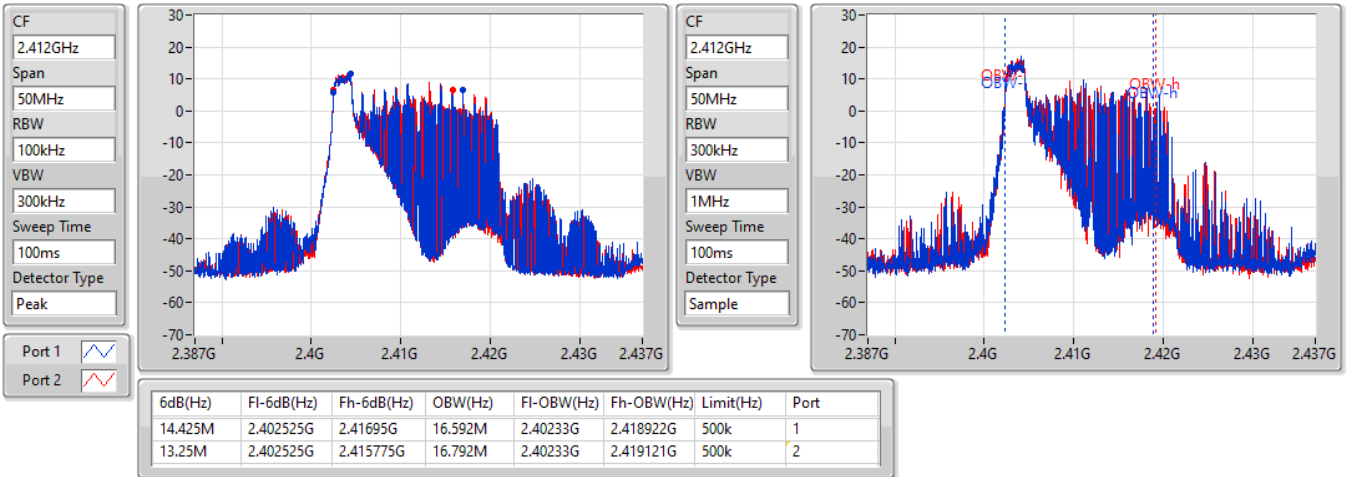 CF
2.412GHz
Span
50MHz
RBW
100kHz
VBW
300kHz
Sweep Time
100ms
Detector Type
Peak
Port 1
Port 2
30
20
10
0
-10
-20
-30
-40
-50
-60
-70
2.387G 2.4G 2.41G 2.42G 2.43G 2.437G
CF
2.412GHz
Span
50MHz
RBW
300kHz
VBW
1MHz
Sweep Time
100ms
Detector Type
Sample
30
20
10
0
-10
-20
-30
-40
-50
-60
-70
OBW-h
OBW-h
2.387G 2.4G 2.41G 2.42G 2.43G 2.437G
6dB(Hz) Fl-6dB(Hz) Fh-6dB(Hz) OBW(Hz) Fl-OBW(Hz) Fh-OBW(Hz) Limit(Hz) Port
14.425M 2.402525G 2.41695G 16.592M 2.40233G 2.418922G 500k 1
13.25M 2.402525G 2.415775G 16.792M 2.40233G 2.419121G 500k 2